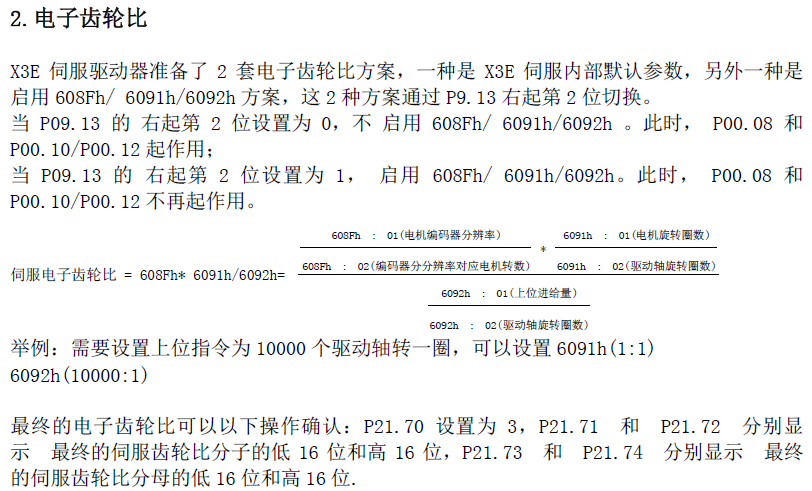 2.电子齿轮比
X3E 伺服驱动器准备了 2 套电子齿轮比方案，一种是 X3E 伺服内部默认参数，另外一种是
启用 608Fh/ 6091h/6092h 方案，这 2 种方案通过 P9.13 右起第 2 位切换。
当 P09.13 的 右起第 2 位设置为 0，不 启用 608Fh/ 6091h/6092h 。此时， P00.08 和
P00.10/P00.12 起作用；
当 P09.13 的 右起第 2 位设置为 1， 启用 608Fh/ 6091h/6092h。此时， P00.08 和
P00.10/P00.12 不再起作用。
608Fh : 01(电机编码器分辨率) * 6091h : 01(电机旋转圈数)
伺服电子齿轮比 = 608Fh* 6091h/6092h= 608Fh : 02(编码器分分辨率对应电机转数) 6091h : 02(驱动轴旋转圈数)
6092h : 01(上位进给量)
6092h : 02(驱动轴旋转圈数)
举例：需要设置上位指令为 10000 个驱动轴转一圈，可以设置 6091h(1:1)
6092h(10000:1)
最终的电子齿轮比可以以下操作确认：P21.70 设置为 3，P21.71 和 P21.72 分别显
示 最终的伺服齿轮比分子的低 16 位和高 16 位，P21.73 和 P21.74 分别显示 最终
的伺服齿轮比分母的低 16 位和高 16 位.